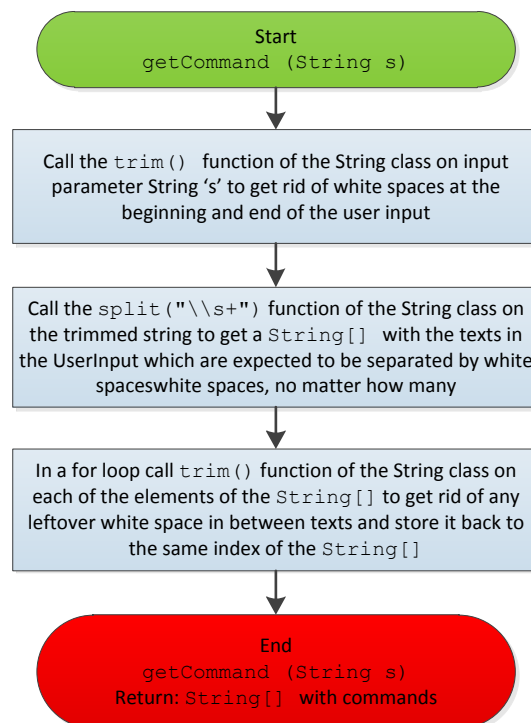 Start
getCommand (String s)
Call the trim() function of the String class on input
parameter String ‘s’ to get rid of white spaces at the
beginning and end of the user input
Call the split("\\s+") function of the String class on
the trimmed string to get a String[] with the texts in
the UserInput which are expected to be separated by white
spaceswhite spaces, no matter how many
In a for loop call trim() function of the String class on
each of the elements of the String[] to get rid of any
leftover white space in between texts and store it back to
the same index of the String[]
End
getCommand (String s)
Return: String[] with commands